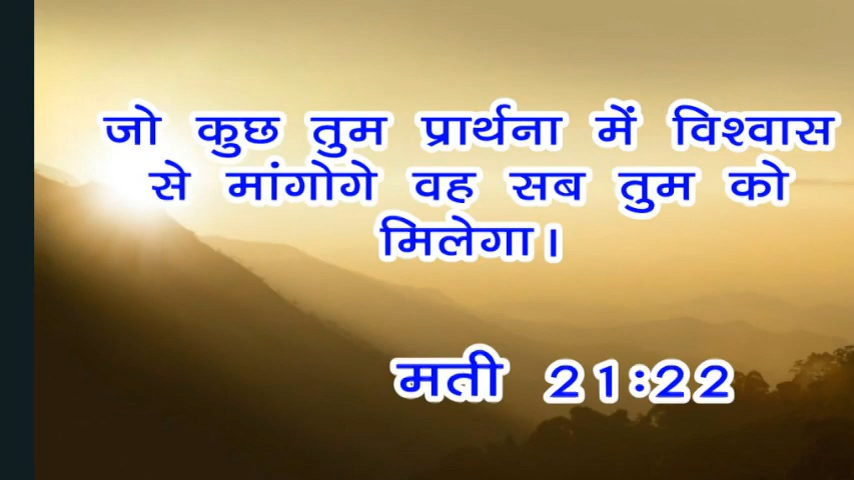 जो कुछ तुम प्रार्थना में विश्वास
से मांगोगे वह सब तुम को
मिलेगा।
मती 21:22